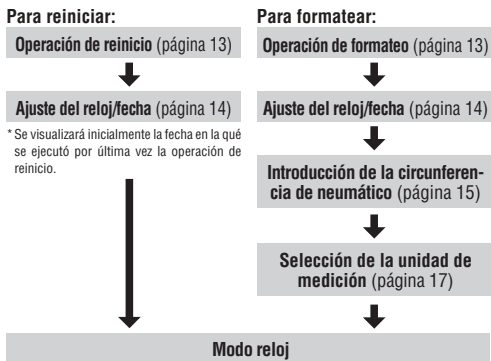 Para reiniciar:
Operación de reinicio (página 13)
Ajuste del reloj/fecha (página 14)
* Se visualizará inicialmente la fecha en la qué
se ejecutó por última vez la operación de
reinicio.
Para formatear:
Operación de formateo (página 13)
Ajuste del reloj/fecha (página 14)
Introducción de la circunferen-
cia de neumático (página 15)
Selección de la unidad de
medición (página 17)
Modo reloj